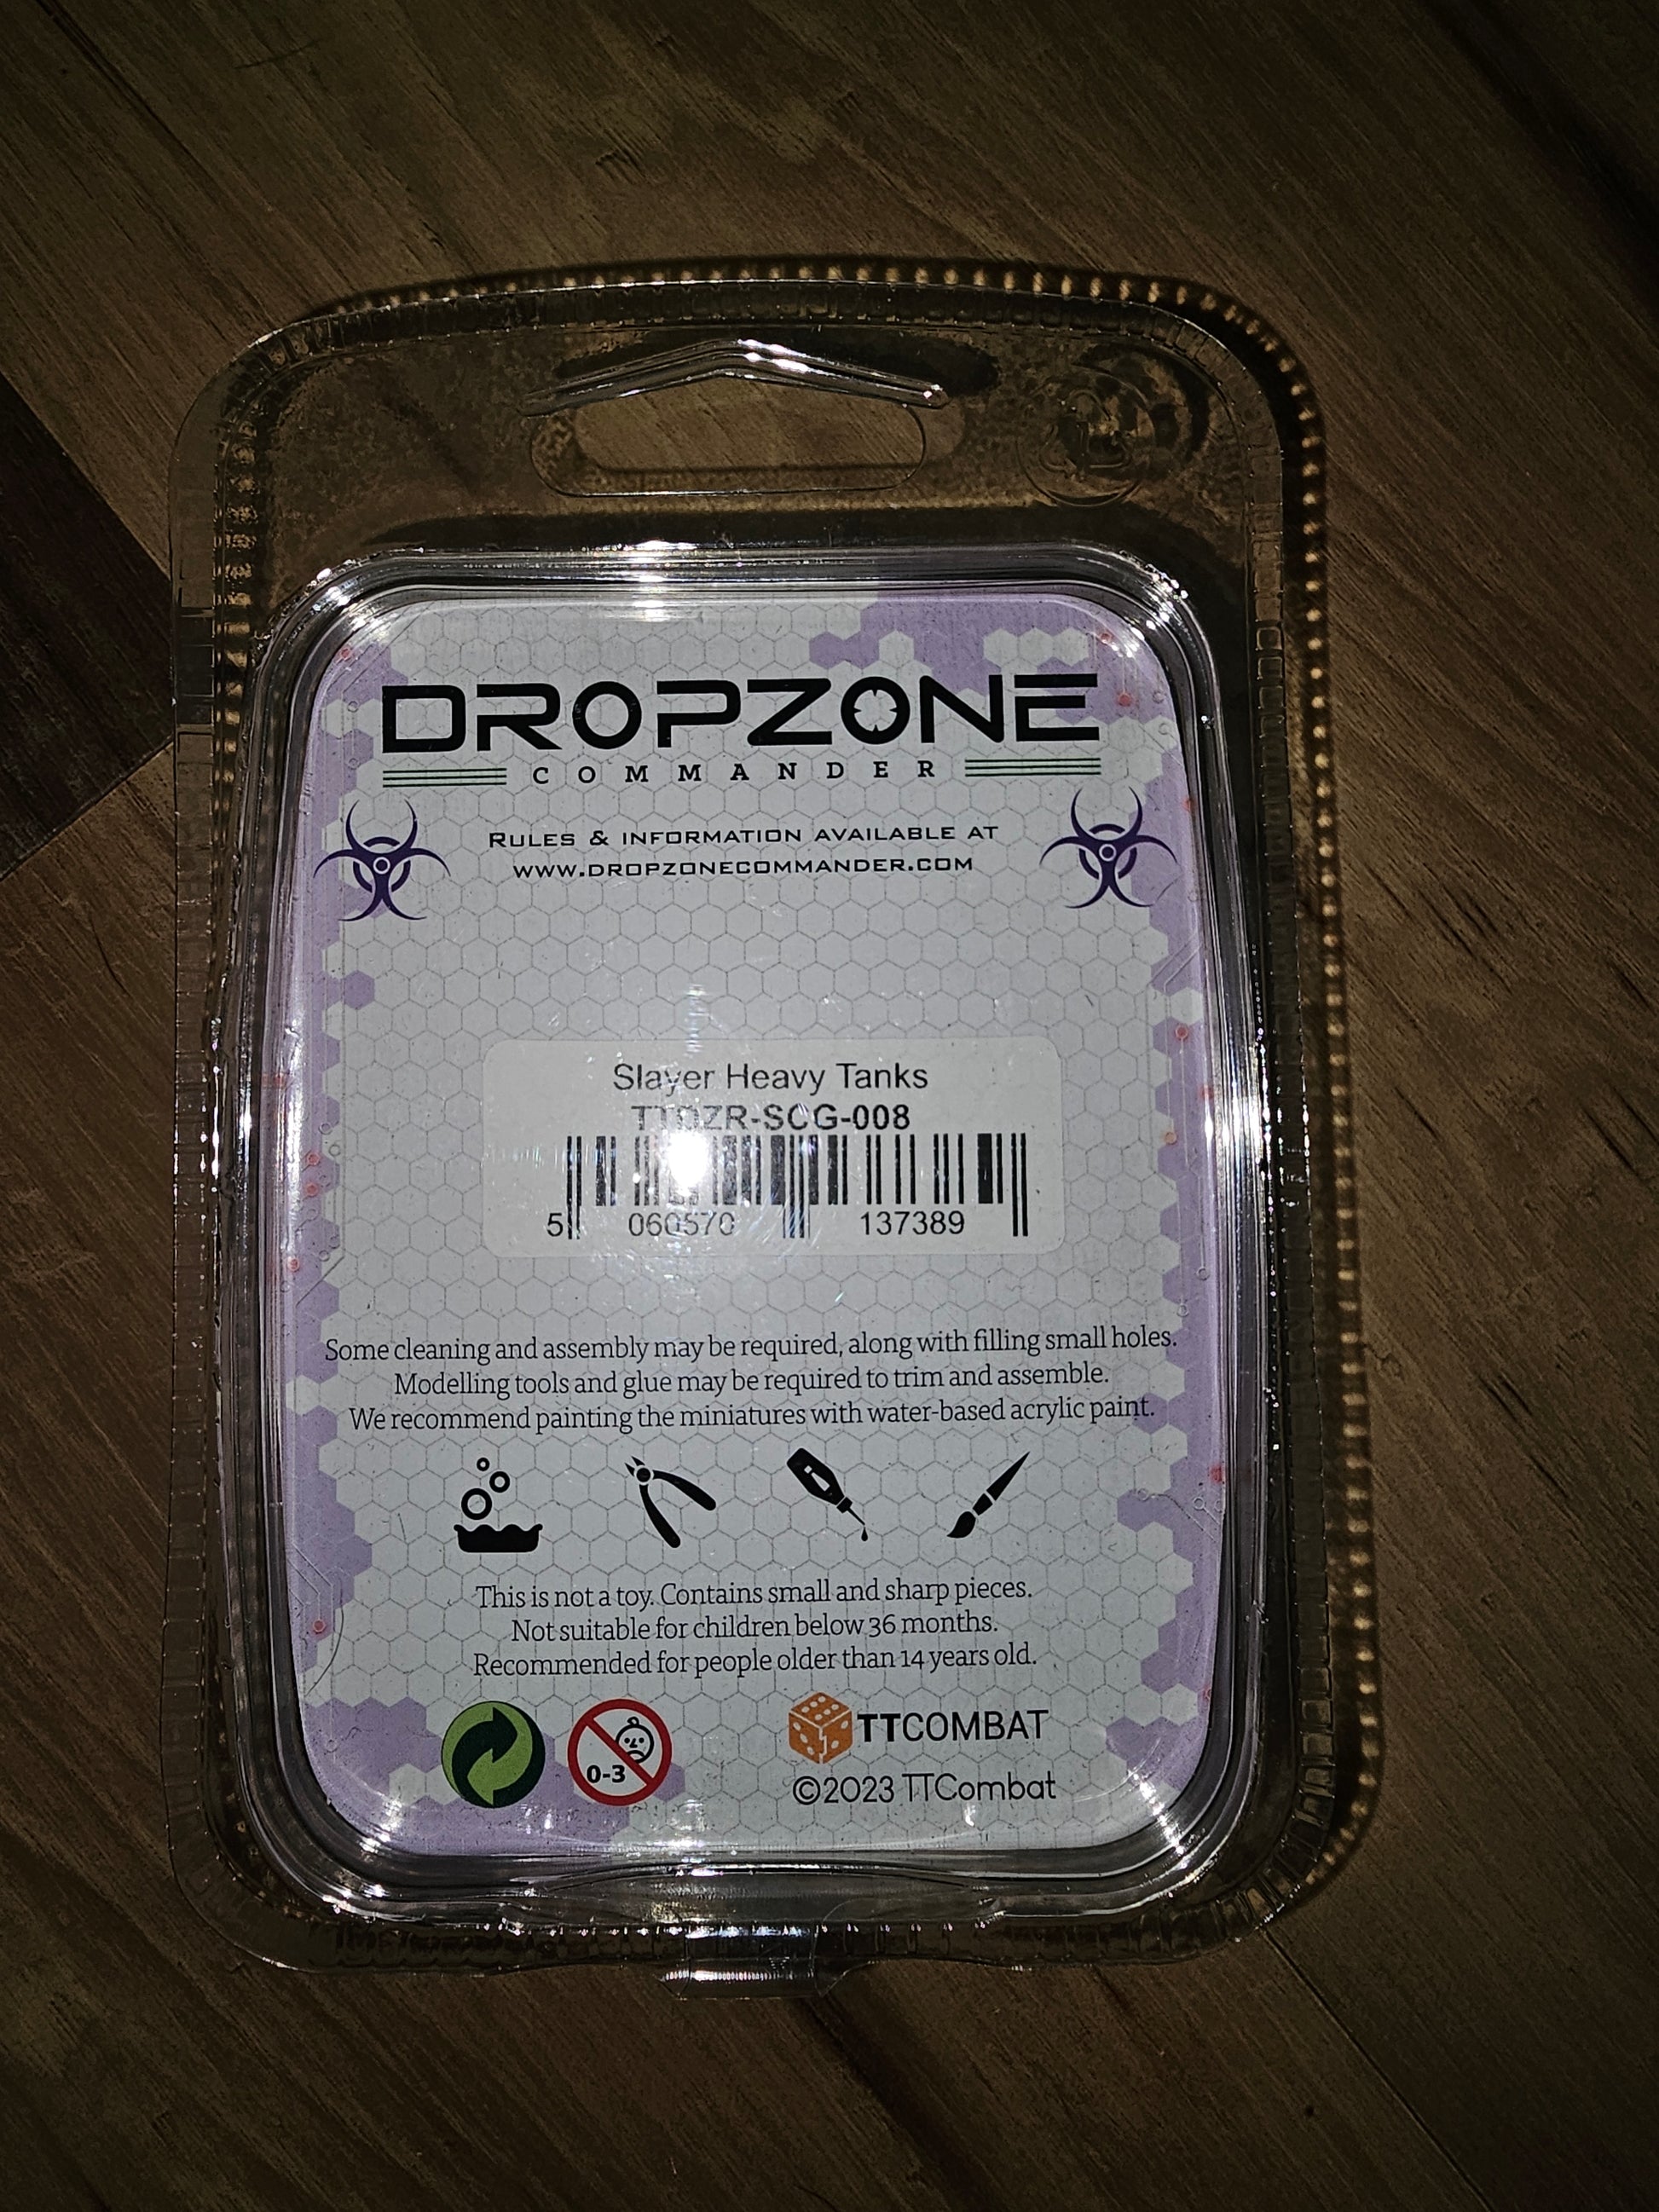 DROPZONE
COMMANDER
RULES & INFORMATION AVAILABLE AT
WWW.DROPZONECOMMANDER.COM
Slayer Heavy Tanks
TTDZR-SCG-008
5 060570 137389
Some cleaning and assembly may be required, along with filling small holes.
Modelling tools and glue may be required to trim and assemble.
We recommend painting the miniatures with water-based acrylic paint.
This is not a toy. Contains small and sharp pieces.
Not suitable for children below 36 months.
Recommended for people older than 14 years old.
0-3
TTCOMBAT
©2023 TTCombat